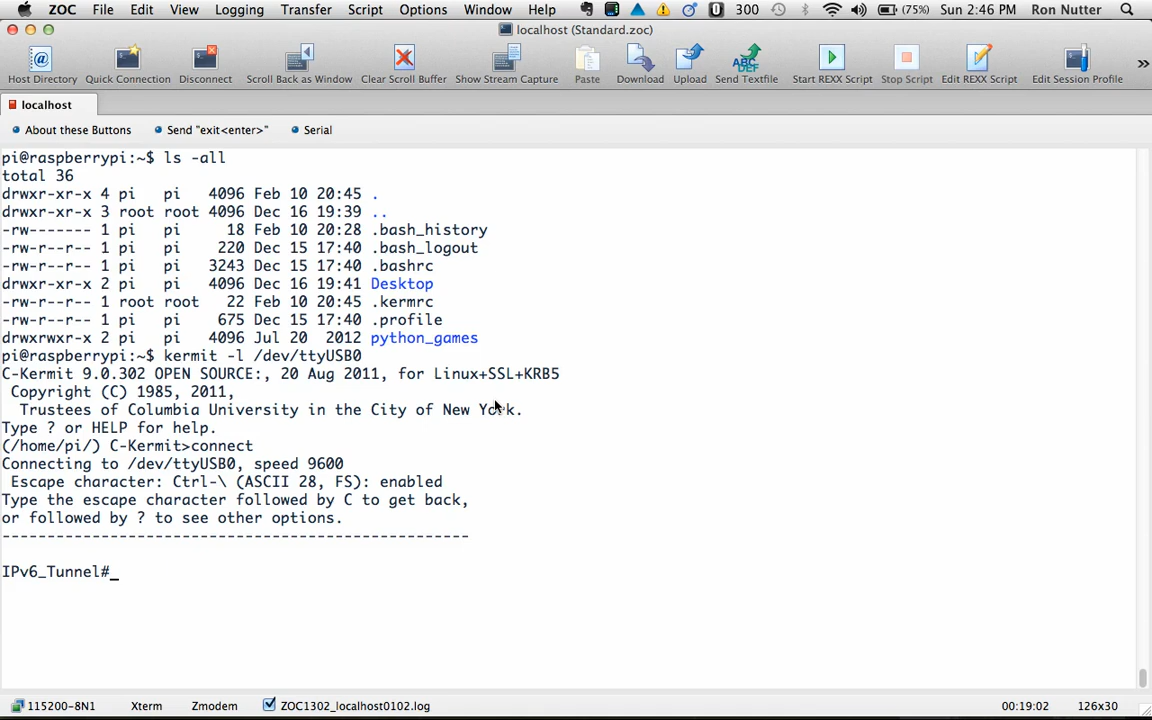 ZOC File Edit View Logging Transfer Script Options Window Help 300 (75%) Sun 2:46 PM Ron Nutter
localhost (Standard.zoc)
Host Directory Quick Connection Disconnect Scroll Back as Window Clear Scroll Buffer Show Stream Capture Paste Download Upload Send Textfile Start REXX Script Stop Script Edit REXX Script Edit Session Profile »
localhost
About these Buttons Send "exit<enter>" Serial
pi@raspberrypi:~$ ls -all
total 36
drwxr-xr-x 4 pi   pi   4096 Feb 10 20:45 .
drwxr-xr-x 3 root root 4096 Dec 16 19:39 ..
-rw------- 1 pi   pi     18 Feb 10 20:28 .bash_history
-rw-r--r-- 1 pi   pi    220 Dec 15 17:40 .bash_logout
-rw-r--r-- 1 pi   pi   3243 Dec 15 17:40 .bashrc
drwxr-xr-x 2 pi   pi   4096 Dec 16 19:41 Desktop
-rw-r--r-- 1 root root   22 Feb 10 20:45 .kermrc
-rw-r--r-- 1 pi   pi    675 Dec 15 17:40 .profile
drwxrwxr-x 2 pi   pi   4096 Jul 20  2012 python_games
pi@raspberrypi:~$ kermit -l /dev/ttyUSB0
C-Kermit 9.0.302 OPEN SOURCE:, 20 Aug 2011, for Linux+SSL+KRB5
 Copyright (C) 1985, 2011,
  Trustees of Columbia University in the City of New York.
Type ? or HELP for help.
(/home/pi/) C-Kermit>connect
Connecting to /dev/ttyUSB0, speed 9600
 Escape character: Ctrl-\ (ASCII 28, FS): enabled
Type the escape character followed by C to get back,
or followed by ? to see other options.
----------------------------------------------------
IPv6_Tunnel#_
115200-8N1 Xterm Zmodem ZOC1302_localhost0102.log 00:19:02 126x30